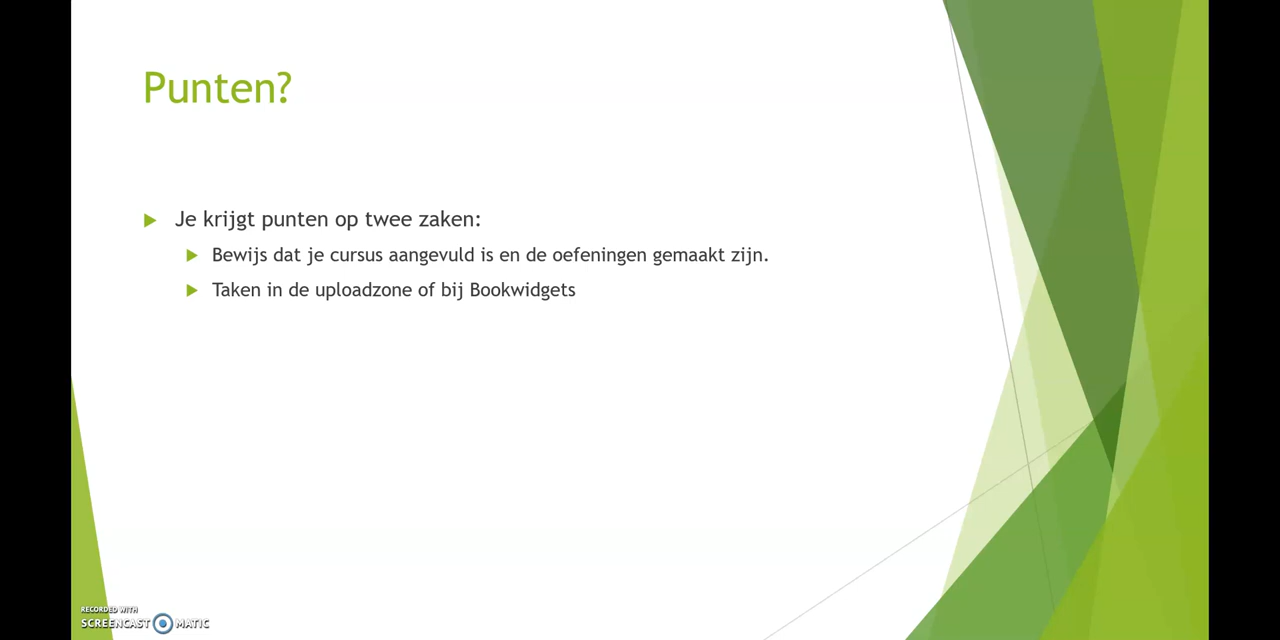 Punten?
Je krijgt punten op twee zaken:
Bewijs dat je cursus aangevuld is en de oefeningen gemaakt zijn.
Taken in de uploadzone of bij Bookwidgets
RECORDED WITH
SCREENCAST MATIC